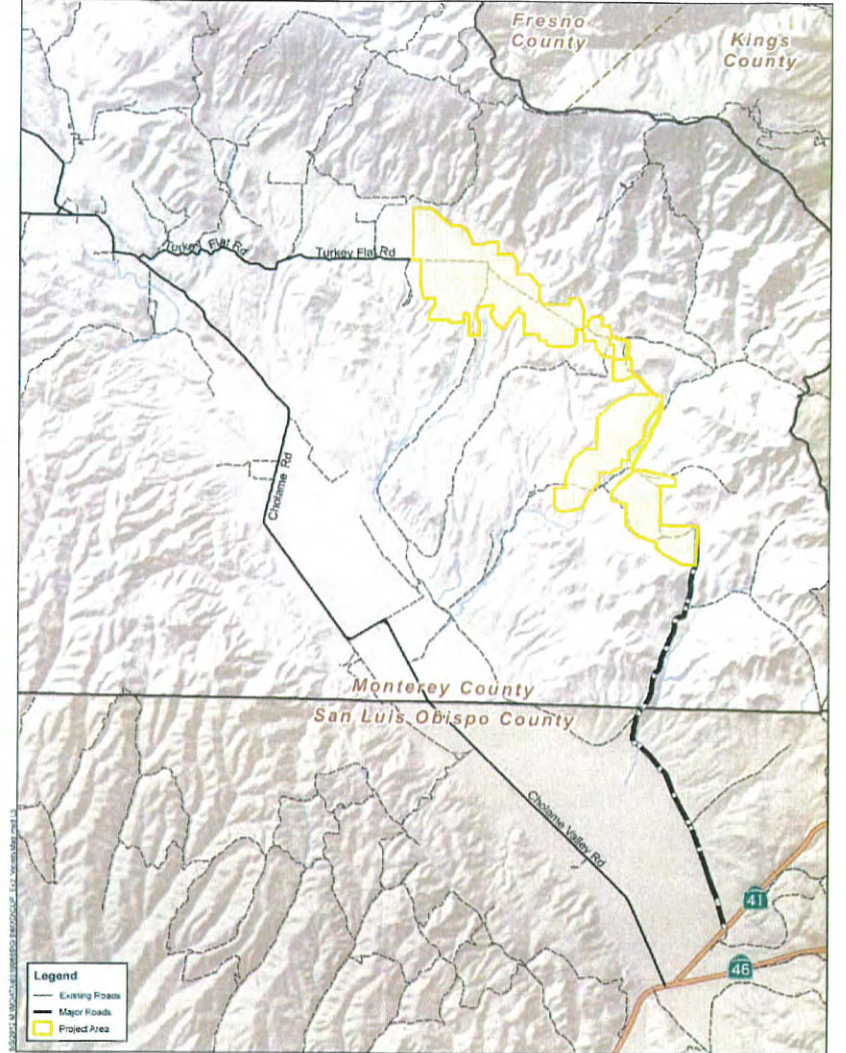 Fresno
County
Kings
County
Turkey Flat Rd
Turkey Flat Rd
Cholame Rd
Monterey County
San Luis Obispo County
Cholame Valley Rd
41
46
Legend
Existing Roads
Major Roads
Project Area